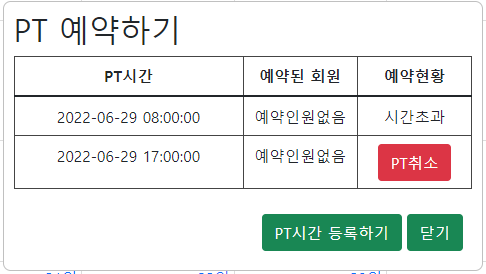 PT 예약하기
PT시간 예약된 회원 예약현황
2022-06-29 08:00:00 예약인원없음 시간초과
2022-06-29 17:00:00 예약인원없음 PT취소
PT시간 등록하기 닫기